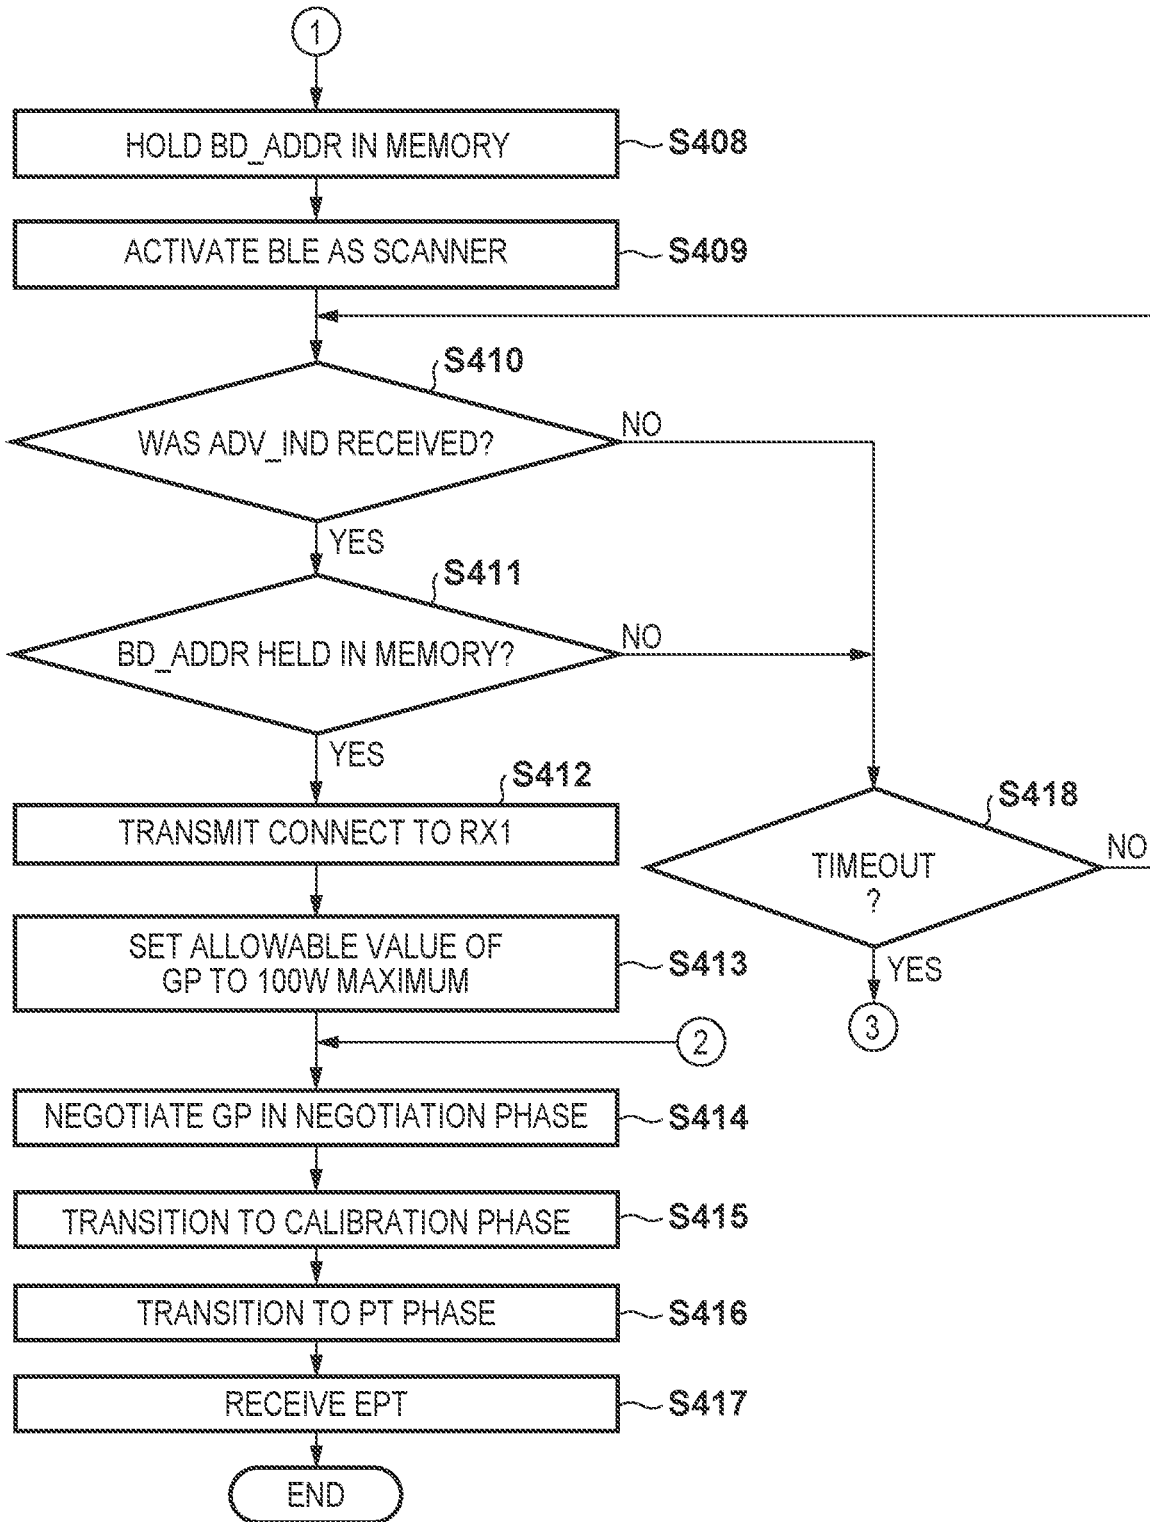 1
HOLD BD_ADDR IN MEMORY
S408
ACTIVATE BLE AS SCANNER
S409
S410
WAS ADV_IND RECEIVED?
NO
YES
S411
BD_ADDR HELD IN MEMORY?
NO
YES
S412
TRANSMIT CONNECT TO RX1
S418
TIMEOUT
?
NO
YES
3
SET ALLOWABLE VALUE OF
GP TO 100W MAXIMUM
S413
2
NEGOTIATE GP IN NEGOTIATION PHASE
S414
TRANSITION TO CALIBRATION PHASE
S415
TRANSITION TO PT PHASE
S416
RECEIVE EPT
S417
END